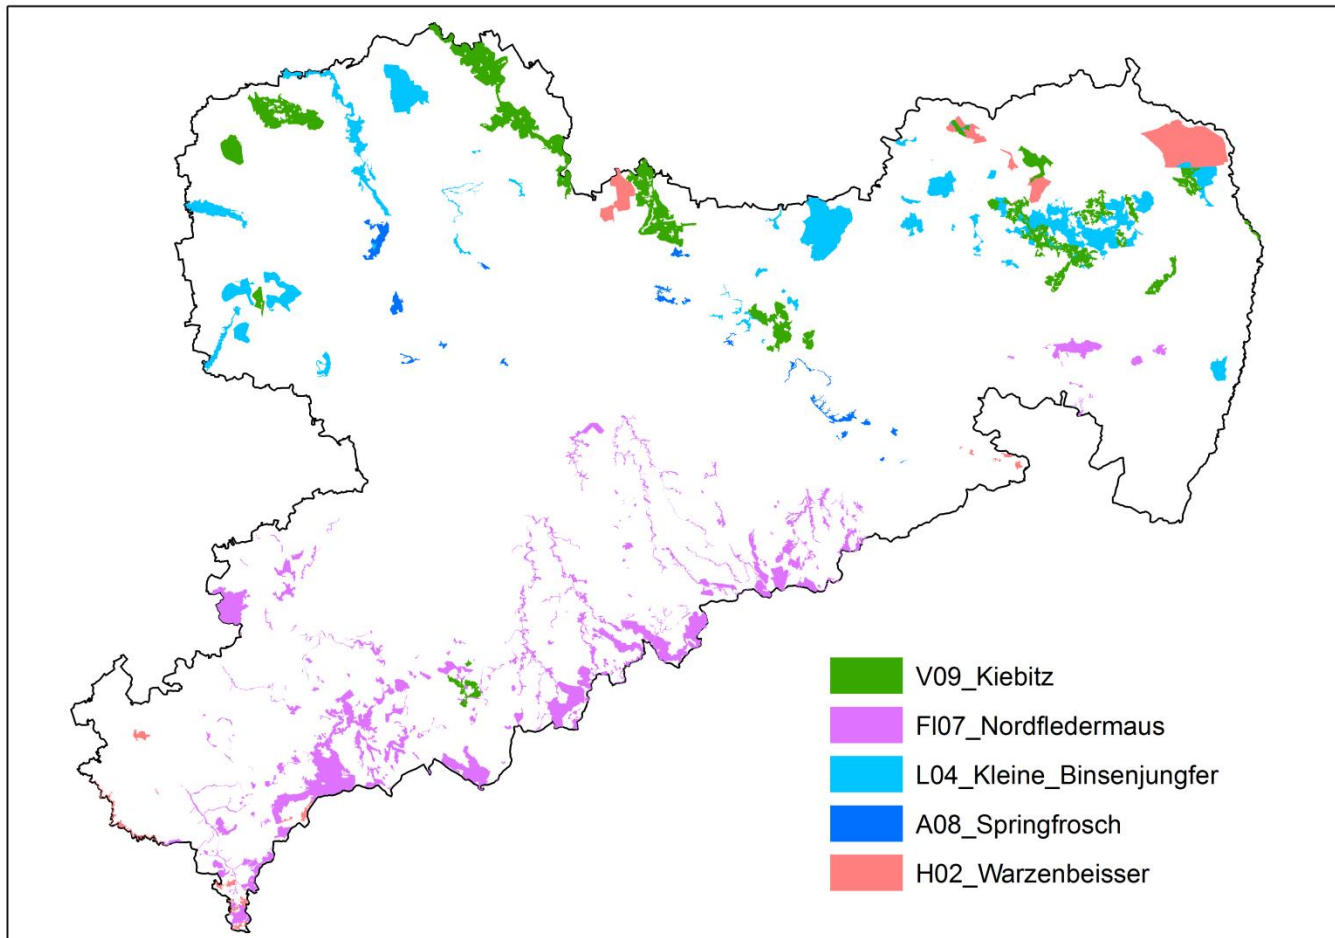 V09_Kiebitz
Fl07_Nordfledermaus
L04_Kleine_Binsenjungfer
A08_Springfrosch
H02_Warzenbeisser